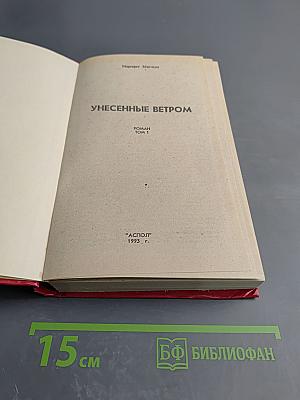 Маргарет Митчелл
УНЕСЕННЫЕ ВЕТРОМ
РОМАН
ТОМ 1
"АСПОЛ"
1993 г.
15 см
БФ БИБЛИОФАН